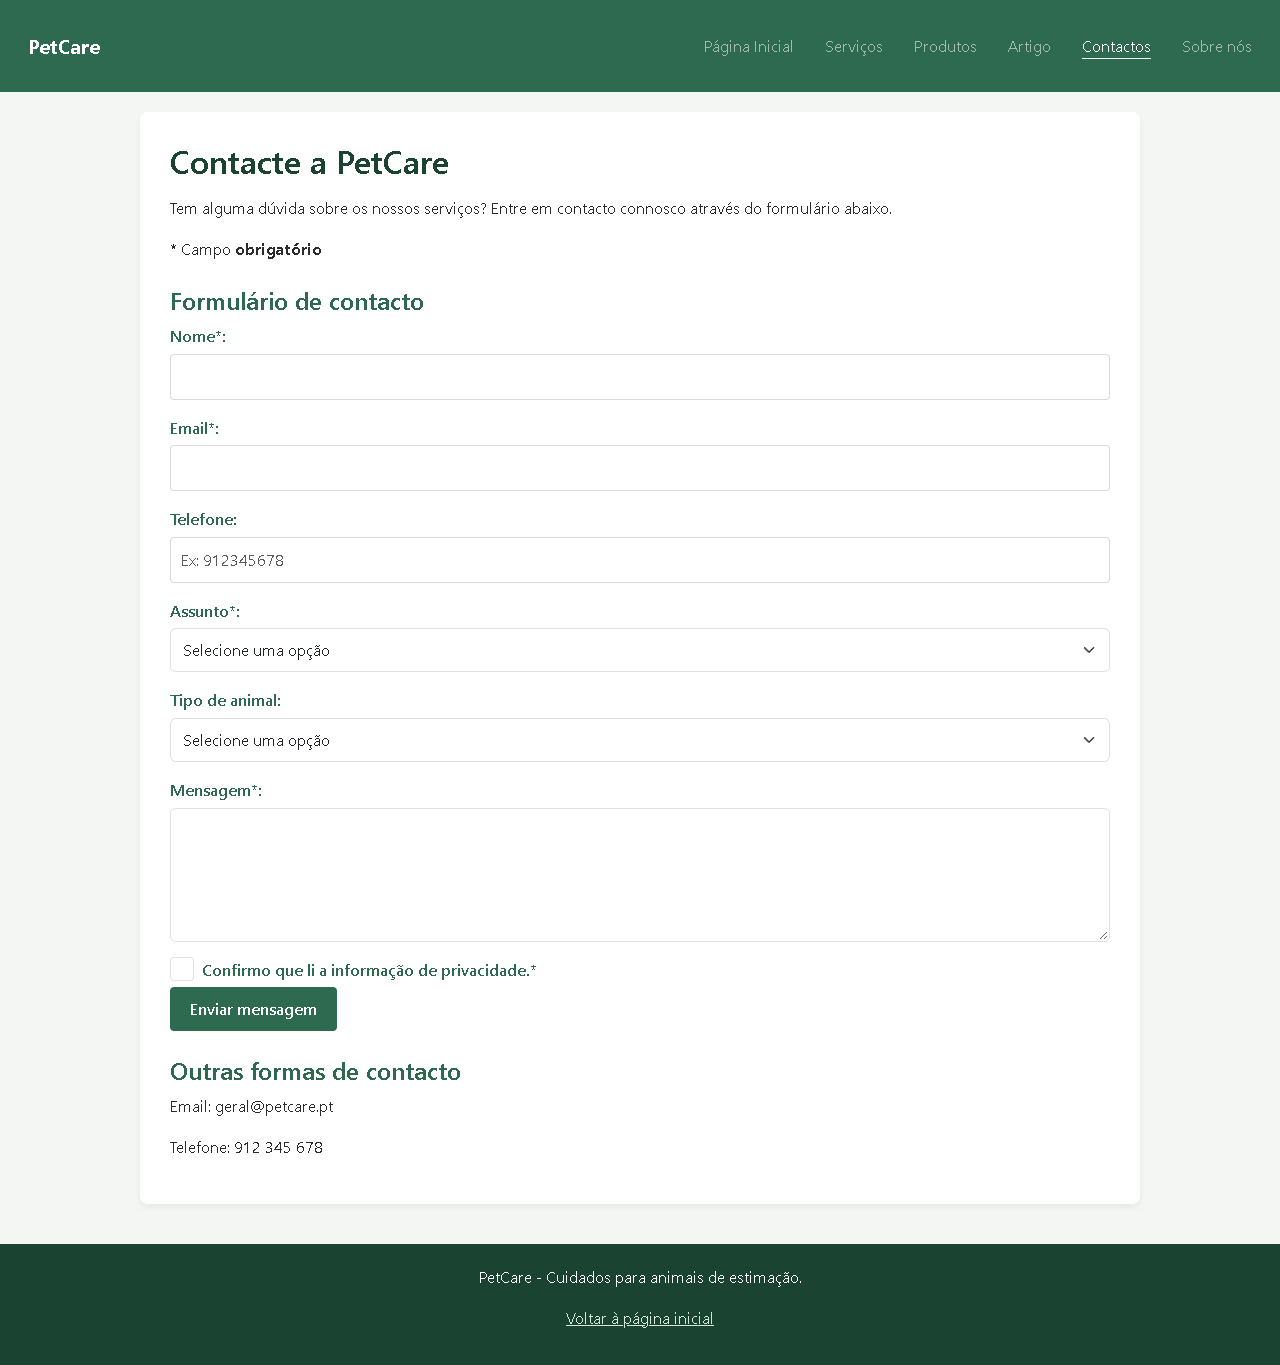 PetCare
Página Inicial
Serviços
Produtos
Artigo
Contactos
Sobre nós
Contacte a PetCare
Tem alguma dúvida sobre os nossos serviços? Entre em contacto connosco através do formulário abaixo.
* Campo obrigatório
Formulário de contacto
Nome*:
Email*:
Telefone:
Ex: 912345678
Assunto*:
Selecione uma opção
Tipo de animal:
Selecione uma opção
Mensagem*:
Confirmo que li a informação de privacidade.*
Enviar mensagem
Outras formas de contacto
Email: geral@petcare.pt
Telefone: 912 345 678
PetCare - Cuidados para animais de estimação.
Voltar à página inicial